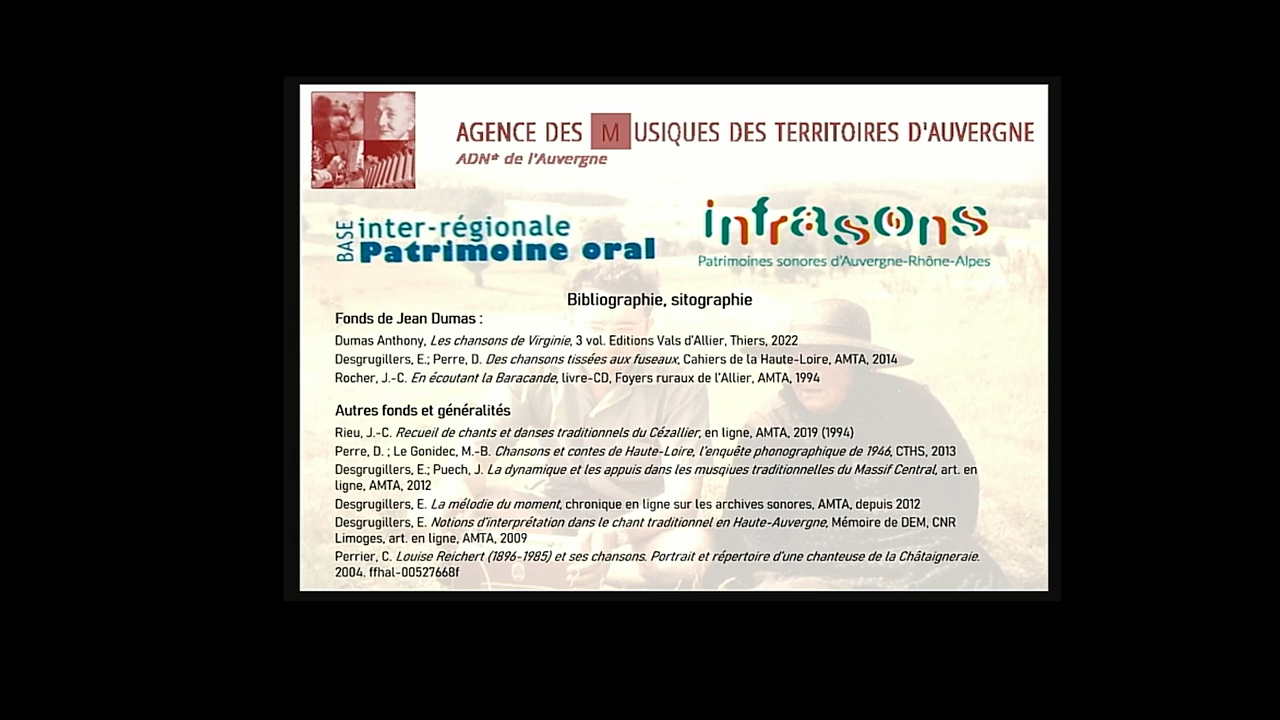 AGENCE DES MUSIQUES DES TERRITOIRES D'AUVERGNE
ADN* de l'Auvergne
BASE
inter-régionale
Patrimoine oral
infrasons
Patrimoines sonores d'Auvergne-Rhône-Alpes
Bibliographie, sitographie
Fonds de Jean Dumas :
Dumas Anthony, Les chansons de Virginie, 3 vol. Editions Vals d'Allier, Thiers, 2022
Desgrugillers, E.; Perre, D. Des chansons tissées aux fuseaux, Cahiers de la Haute-Loire, AMTA, 2014
Rocher, J.-C. En écoutant la Baracande, livre-CD, Foyers ruraux de l'Allier, AMTA, 1994
Autres fonds et généralités
Rieu, J.-C. Recueil de chants et danses traditionnels du Cézallier, en ligne, AMTA, 2019 (1994)
Perre, D. ; Le Gonidec, M.-B. Chansons et contes de Haute-Loire, l'enquête phonographique de 1946, CTHS, 2013
Desgrugillers, E.; Puech, J. La dynamique et les appuis dans les musqiues traditionnelles du Massif Central, art. en
ligne, AMTA, 2012
Desgrugillers, E. La mélodie du moment, chronique en ligne sur les archives sonores, AMTA, depuis 2012
Desgrugillers, E. Notions d'interprétation dans le chant traditionnel en Haute-Auvergne, Mémoire de DEM, CNR
Limoges, art. en ligne, AMTA, 2009
Perrier, C. Louise Reichert (1896-1985) et ses chansons. Portrait et répertoire d'une chanteuse de la Châtaigneraie.
2004. ffhal-00527668f